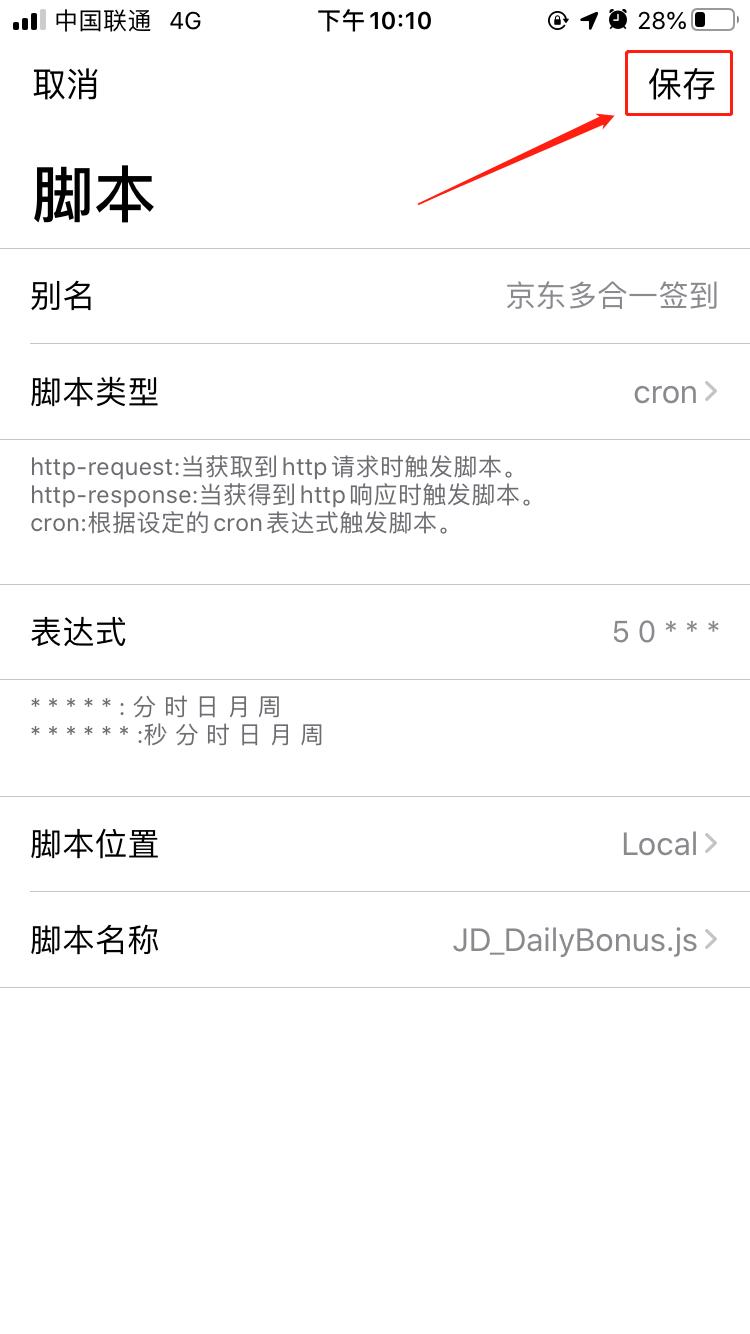 中国联通 4G 下午10:10 28%
取消 保存
脚本
别名 京东多合一签到
脚本类型 cron
http-request:当获取到http请求时触发脚本。
http-response:当获得到http响应时触发脚本。
cron:根据设定的cron表达式触发脚本。
表达式 5 0 * * *
* * * * * : 分 时 日 月 周
* * * * * * :秒 分 时 日 月 周
脚本位置 Local
脚本名称 JD_DailyBonus.js